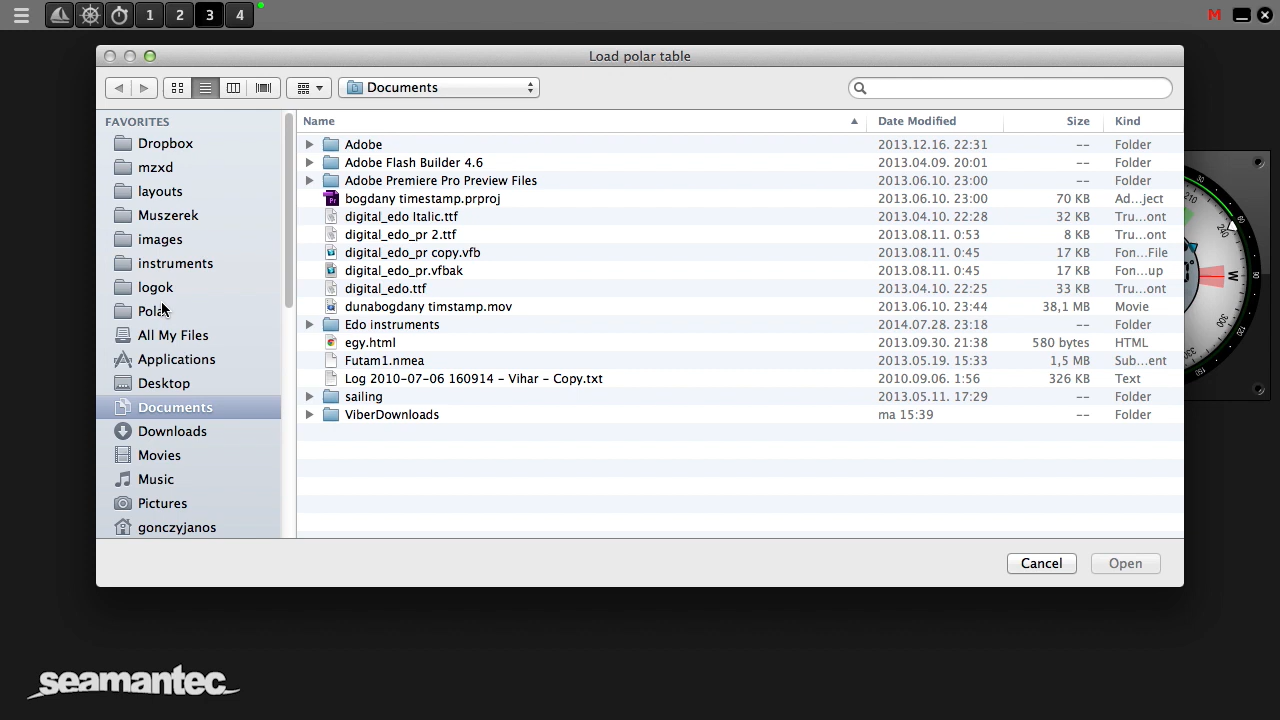 1 2 3 4 M
Load polar table
Documents
FAVORITES
Dropbox
mzxd
layouts
Muszerek
images
instruments
logok
All My Files
Applications
Desktop
Documents
Downloads
Movies
Music
Pictures
gonczyjanos
Name Date Modified Size Kind
Adobe 2013.12.16. 22:31 -- Folder
Adobe Flash Builder 4.6 2013.04.09. 20:01 -- Folder
Adobe Premiere Pro Preview Files 2013.06.10. 23:00 -- Folder
bogdany timestamp.prproj 2013.06.10. 23:00 70 KB Ad...ject
digital_edo Italic.ttf 2013.04.10. 22:28 32 KB Tru...ont
digital_edo_pr 2.ttf 2013.08.11. 0:53 8 KB Tru...ont
digital_edo_pr copy.vfb 2013.08.11. 0:45 17 KB Fon...File
digital_edo_pr.vfbak 2013.08.11. 0:45 17 KB Fon...up
digital_edo.ttf 2013.04.10. 22:25 33 KB Tru...ont
dunabogdany timstamp.mov 2013.06.10. 23:44 38,1 MB Movie
Edo instruments 2014.07.28. 23:18 -- Folder
egy.html 2013.09.30. 21:38 580 bytes HTML
Futam1.nmea 2013.05.19. 15:33 1,5 MB Sub...ent
Log 2010-07-06 160914 - Vihar - Copy.txt 2010.09.06. 1:56 326 KB Text
sailing 2013.05.11. 17:29 -- Folder
ViberDownloads ma 15:39 -- Folder
Cancel Open
30
60
240
W
90
300
120
150
seamantec